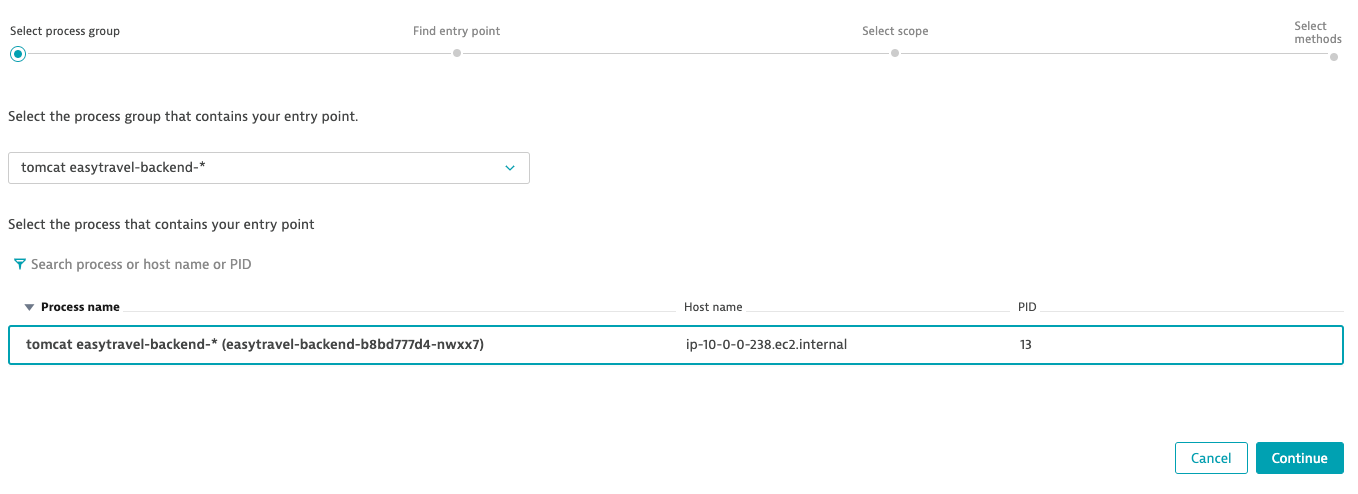 Select process group
Find entry point
Select scope
Select
methods
Select the process group that contains your entry point.
tomcat easytravel-backend-*
Select the process that contains your entry point
Search process or host name or PID
Process name Host name PID
tomcat easytravel-backend-* (easytravel-backend-b8bd777d4-nwxx7) ip-10-0-0-238.ec2.internal 13
Cancel Continue